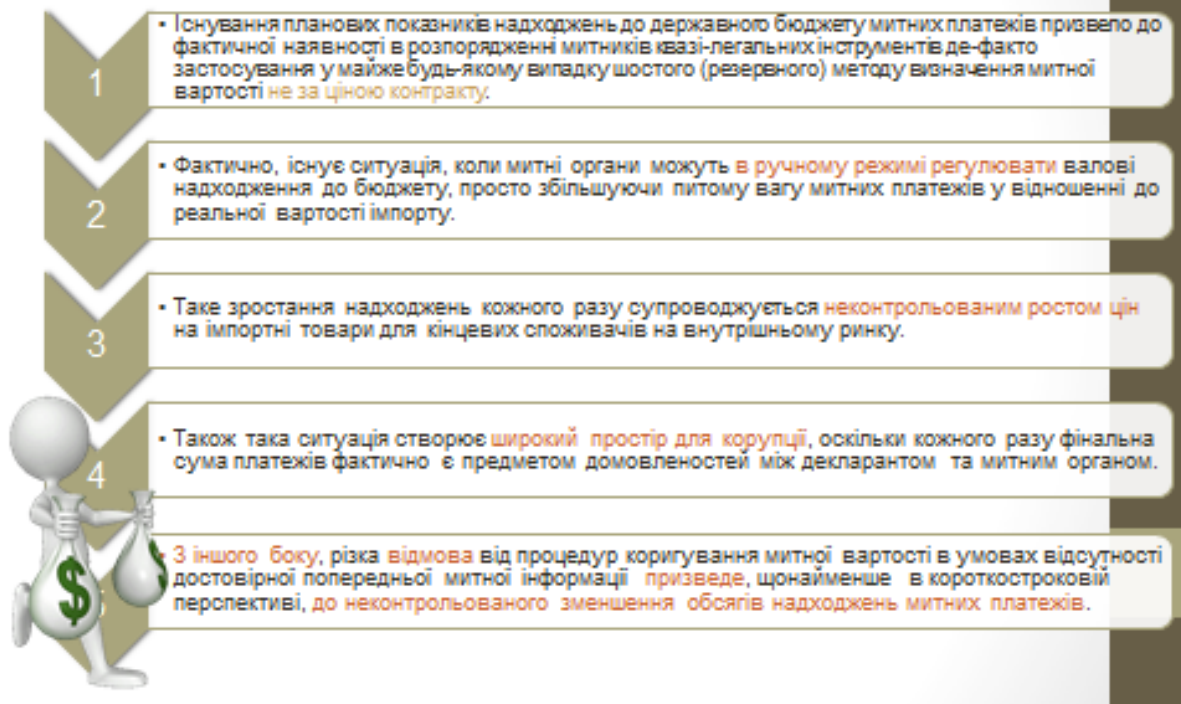 1
• Існування планових показників надходжень до державного бюджету митних платежів призвело до
фактичної наявності в розпорядженні митників квазі-легальних інструментів де-факто
застосування у майже будь-якому випадку шостого (резервного) методу визначення митної
вартості не за ціною контракту.
2
• Фактично, існує ситуація, коли митні органи можуть в ручному режимі регулювати валові
надходження до бюджету, просто збільшуючи питому вагу митних платежів у відношенні до
реальної вартості імпорту.
3
• Таке зростання надходжень кожного разу супроводжується неконтрольованим ростом цін
на імпортні товари для кінцевих споживачів на внутрішньому ринку.
4
• Також така ситуація створює широкий простір для корупції, оскільки кожного разу фінальна
сума платежів фактично є предметом домовленостей між декларантом та митним органом.
5
• З іншого боку, різка відмова від процедур коригування митної вартості в умовах відсутності
достовірної попередньої митної інформації призведе, щонайменше в короткостроковій
перспективі, до неконтрольованого зменшення обсягів надходжень митних платежів.
$
$